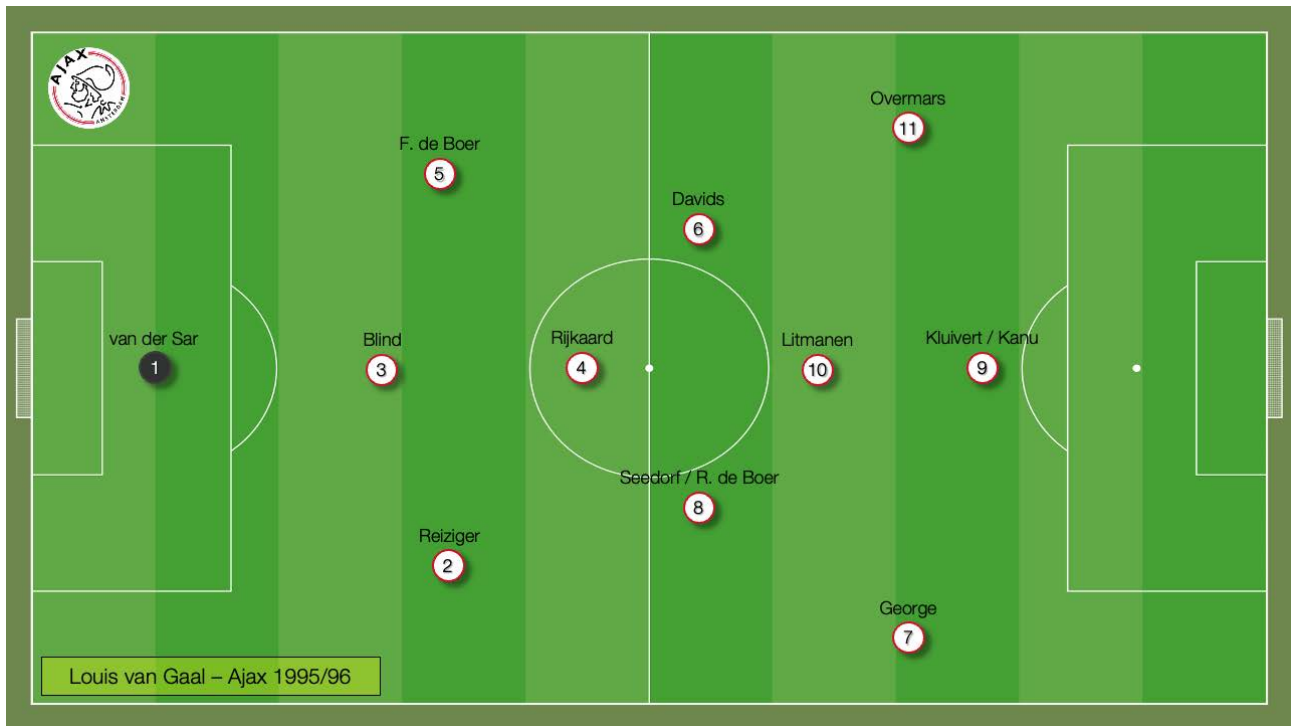 AJAX
AMSTERDAM
Overmars
11
F. de Boer
5
Davids
6
van der Sar
1
Blind
3
Rijkaard
4
Litmanen
10
Kluivert / Kanu
9
Seedorf / R. de Boer
8
Reiziger
2
George
7
Louis van Gaal – Ajax 1995/96